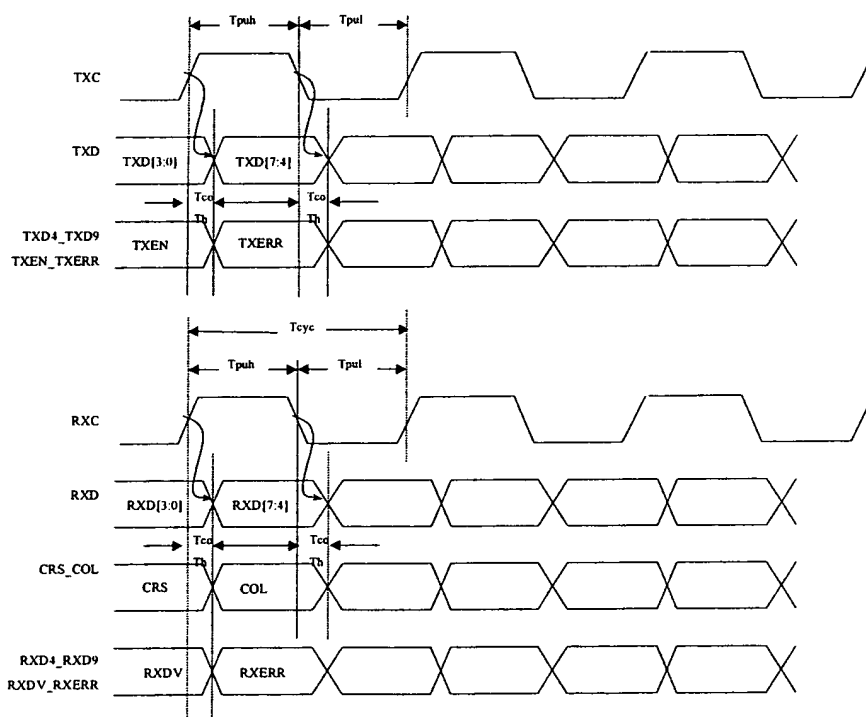 Tpuh Tpul
TXC
TXD TXD[3:0] TXD[7:4]
Tco Tco
Th Th
TXD4_TXD9
TXEN_TXERR
TXEN TXERR
Tcyc
Tpuh Tpul
RXC
RXD RXD[3:0] RXD[7:4]
Tco Tco
Th Th
CRS_COL
CRS COL
RXD4_RXD9
RXDV_RXERR
RXDV RXERR